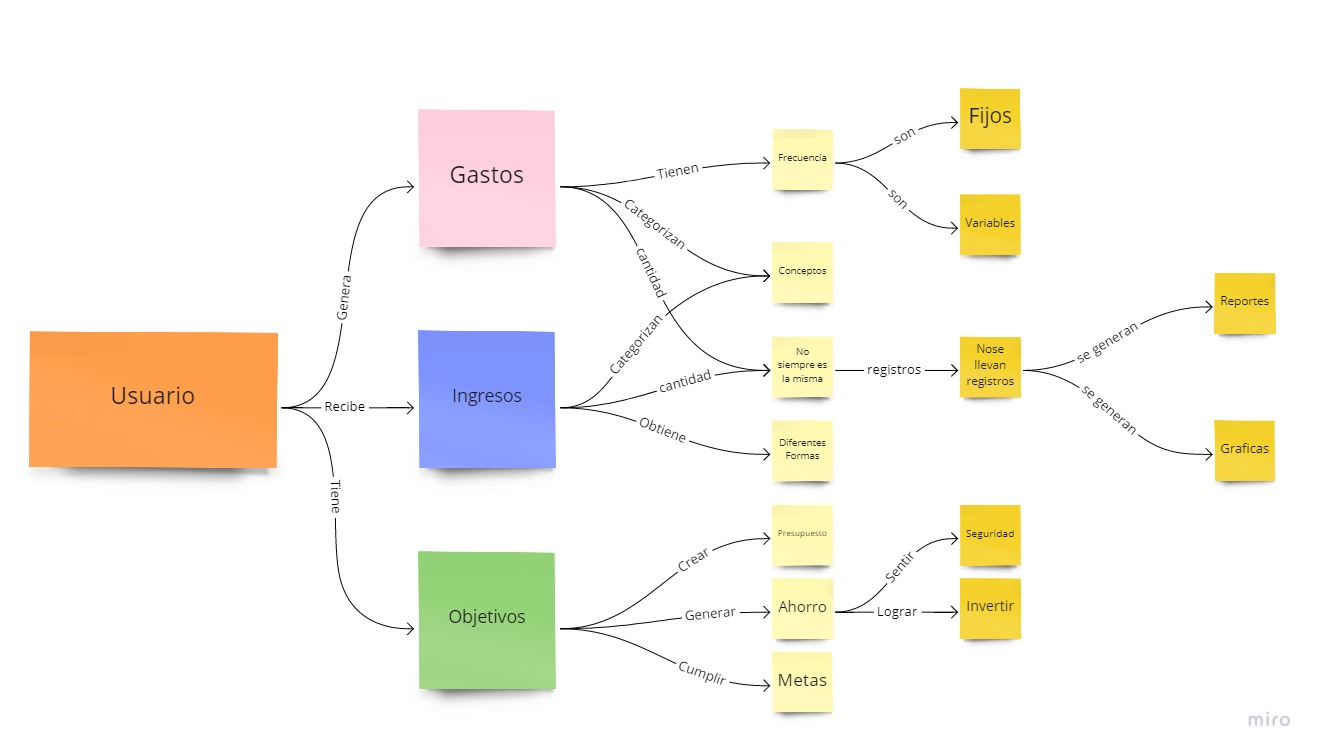 Usuario
Genera
Recibe
Tiene
Gastos
Ingresos
Objetivos
Tienen
Categorizan
cantidad
Categorizan
cantidad
Obtiene
Crear
Generar
Cumplir
Frecuencia
Conceptos
No
siempre es
la misma
Diferentes
Formas
Presupuesto
Ahorro
Metas
son
son
registros
Sentir
Lograr
Fijos
Variables
Nose
llevan
registros
Seguridad
Invertir
se generan
se generan
Reportes
Graficas
miro